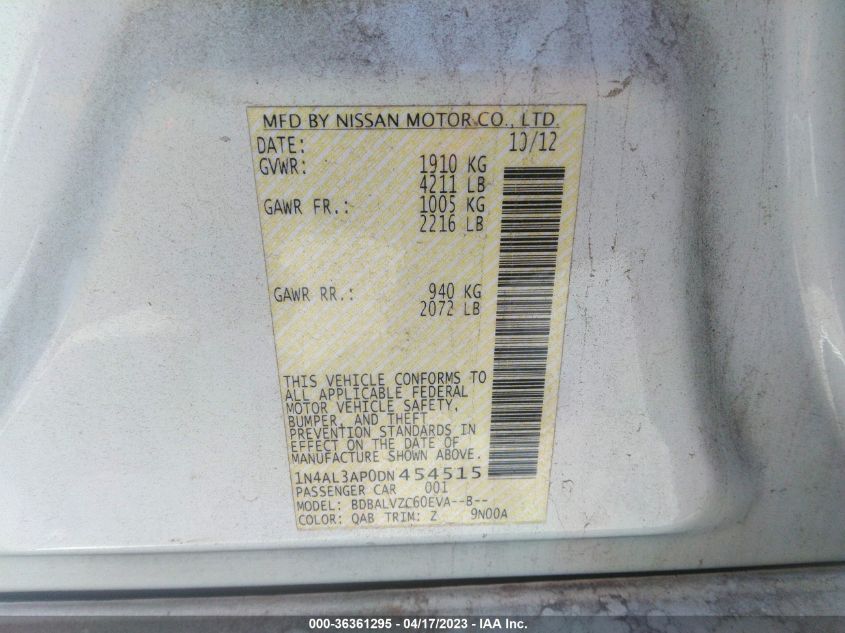 MFD BY NISSAN MOTOR CO., LTD.
DATE: 10/12
GVWR: 1910 KG
4211 LB
GAWR FR.: 1005 KG
2216 LB
GAWR RR.: 940 KG
2072 LB
THIS VEHICLE CONFORMS TO
ALL APPLICABLE FEDERAL
MOTOR VEHICLE SAFETY,
BUMPER, AND THEFT
PREVENTION STANDARDS IN
EFFECT ON THE DATE OF
MANUFACTURE SHOWN ABOVE.
1N4AL3AP0DN454515
PASSENGER CAR 001
MODEL: BDBALVZC60EVA--B--
COLOR: QAB TRIM: Z 9N00A
000-36361295 - 04/17/2023 - IAA Inc.